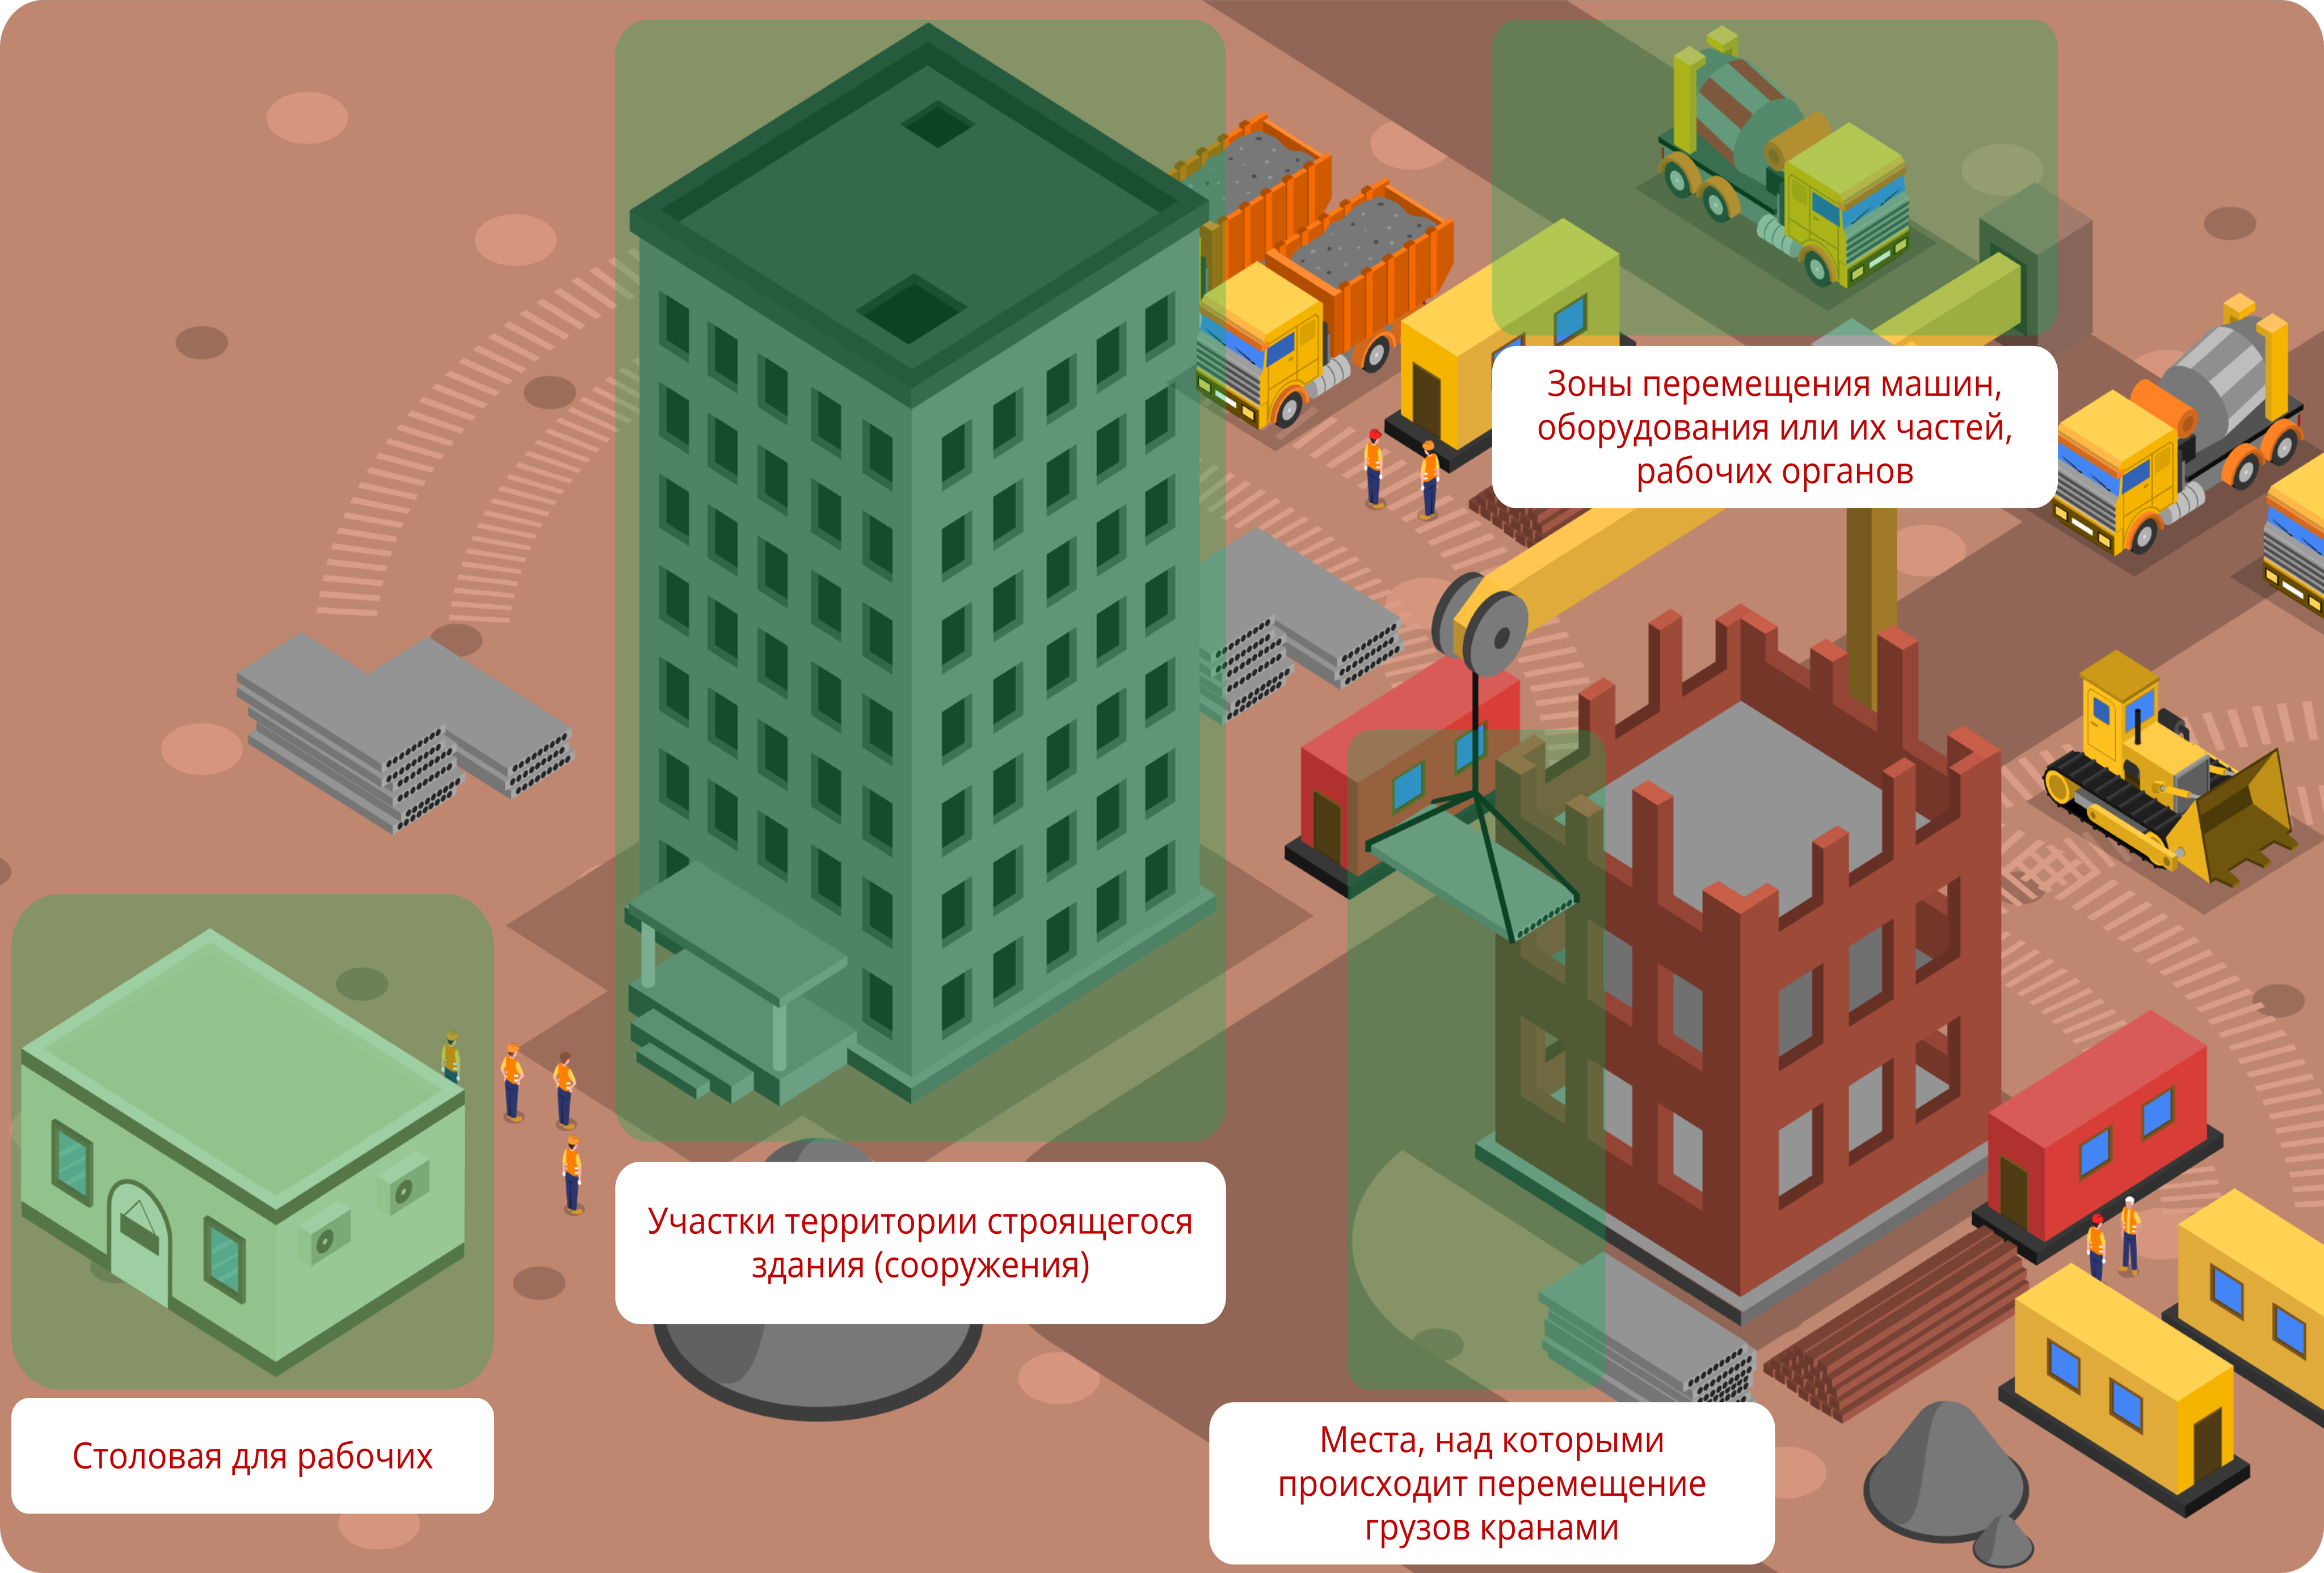 Зоны перемещения машин,
оборудования или их частей,
рабочих органов
Участки территории строящегося
здания (сооружения)
Столовая для рабочих
Места, над которыми
происходит перемещение
грузов кранами